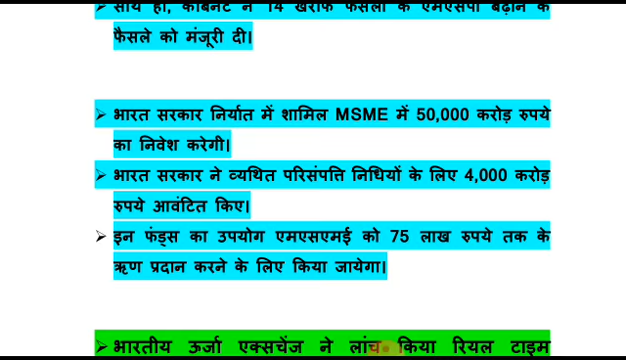 ➢ साथ ही, कैबिनेट ने 14 खरीफ फसलों के एमएसपी बढ़ाने के
फैसले को मंजूरी दी।
➢ भारत सरकार निर्यात में शामिल MSME में 50,000 करोड़ रुपये
का निवेश करेगी।
➢ भारत सरकार ने व्यथित परिसंपत्ति निधियों के लिए 4,000 करोड़
रुपये आवंटित किए।
➢ इन फंड्स का उपयोग एमएसएमई को 75 लाख रुपये तक के
ऋण प्रदान करने के लिए किया जायेगा।
➢ भारतीय ऊर्जा एक्सचेंज ने लांच किया रियल टाइम